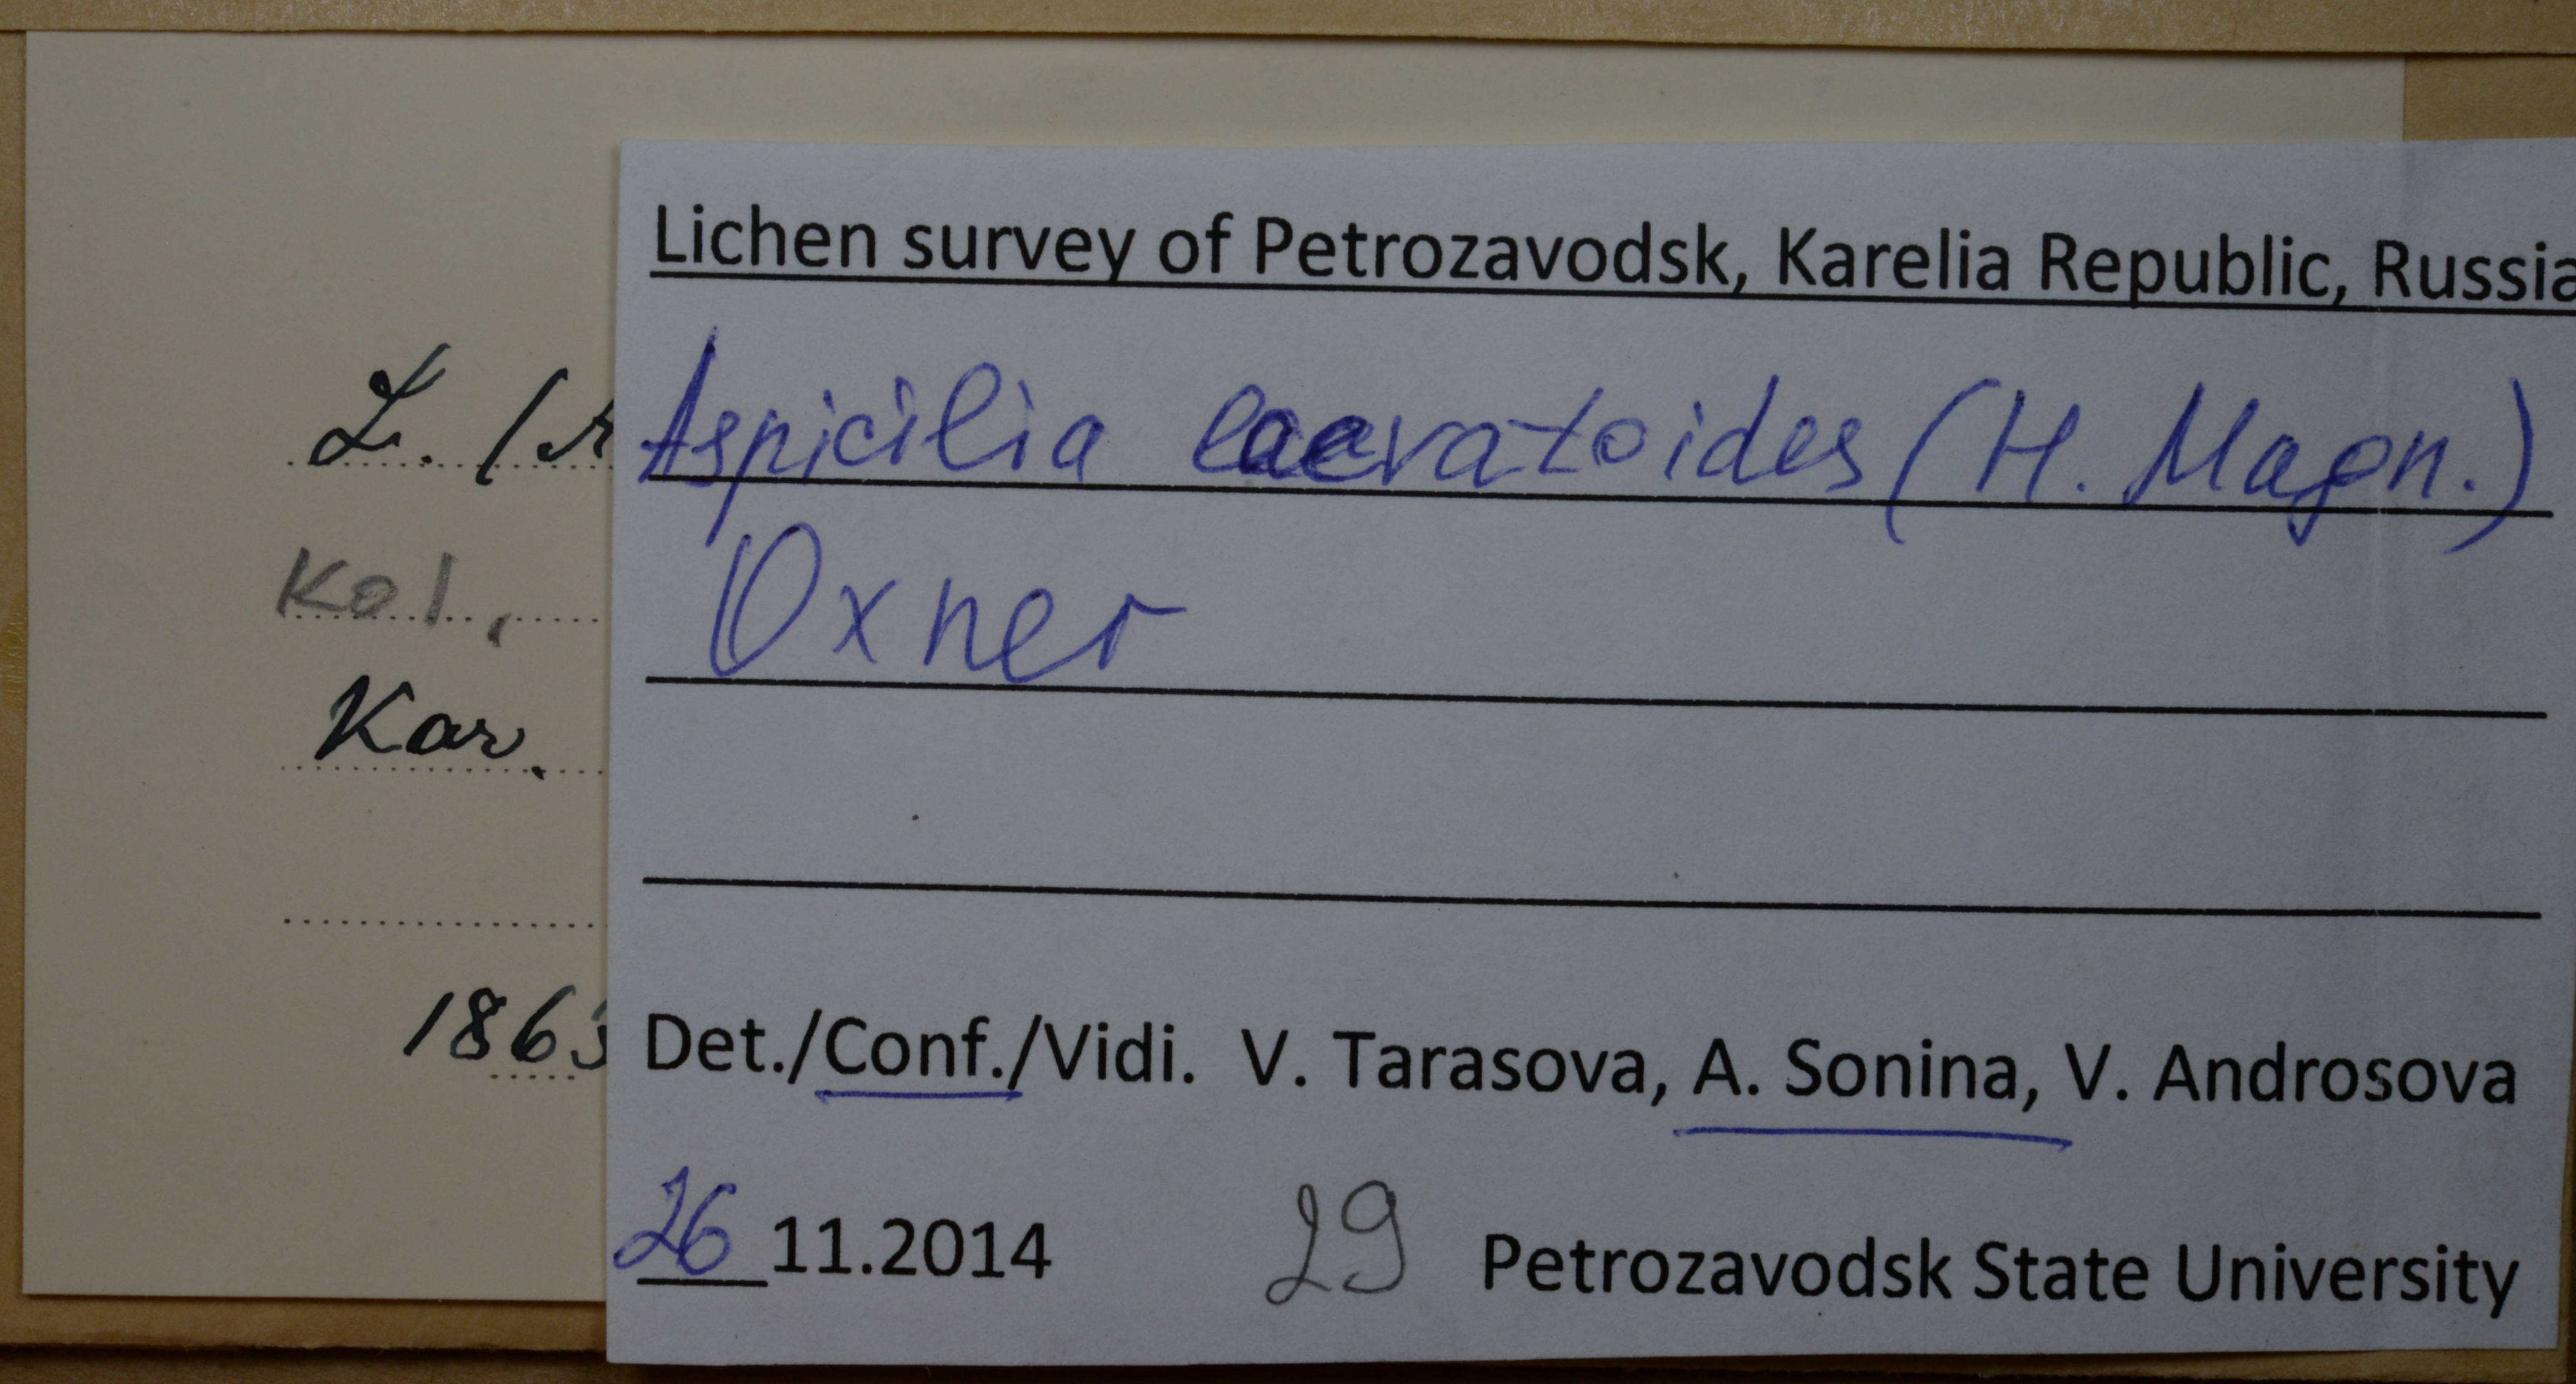 Lichen survey of Petrozavodsk, Karelia Republic, Russia
L. (A
Aspicilia laevatoides (H. Magn.)
Kol,
Oxner
Kar.
1863
Det./Conf./Vidi. V. Tarasova, A. Sonina, V. Androsova
26 11.2014 29 Petrozavodsk State University